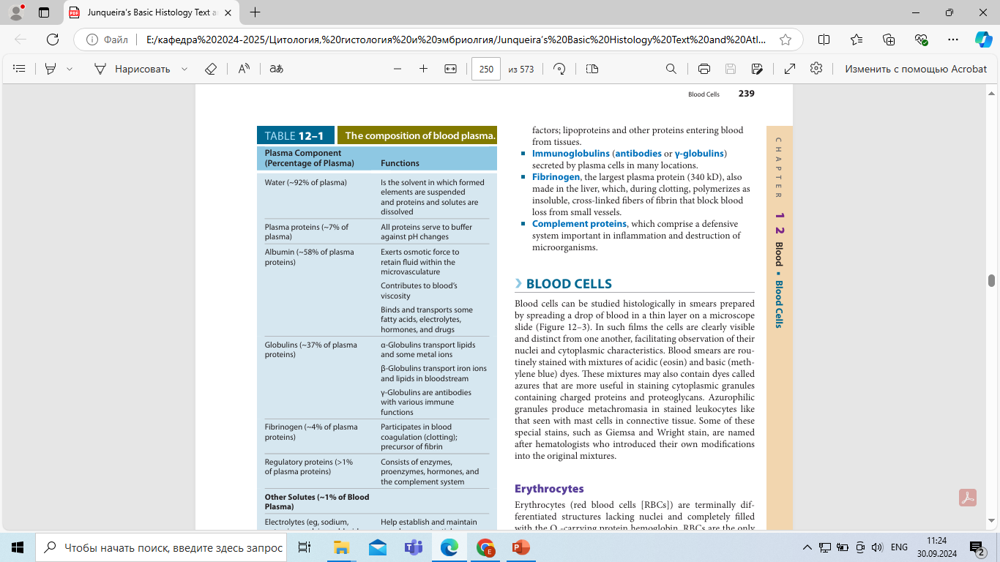 Junqueira's Basic Histology Text a
Файл
E:/кафедра%202024-2025/Цитология,%20гистология%20и%20эмбриолгия/Junqueira's%20Basic%20Histology%20Text%20and%20Atl...
Нарисовать
250
из 573
Изменить с помощью Acrobat
Blood Cells 239
TABLE 12–1 The composition of blood plasma.
Plasma Component
(Percentage of Plasma) Functions
Water (~92% of plasma) Is the solvent in which formed
elements are suspended
and proteins and solutes are
dissolved
Plasma proteins (~7% of All proteins serve to buffer
plasma) against pH changes
Albumin (~58% of plasma Exerts osmotic force to
proteins) retain fluid within the
microvasculature
Contributes to blood's
viscosity
Binds and transports some
fatty acids, electrolytes,
hormones, and drugs
Globulins (~37% of plasma α-Globulins transport lipids
proteins) and some metal ions
β-Globulins transport iron ions
and lipids in bloodstream
γ-Globulins are antibodies
with various immune
functions
Fibrinogen (~4% of plasma Participates in blood
proteins) coagulation (clotting);
precursor of fibrin
Regulatory proteins (>1% Consists of enzymes,
of plasma proteins) proenzymes, hormones, and
the complement system
Other Solutes (~1% of Blood
Plasma)
Electrolytes (eg, sodium, Help establish and maintain
factors; lipoproteins and other proteins entering blood
from tissues.
Immunoglobulins (antibodies or γ-globulins)
secreted by plasma cells in many locations.
Fibrinogen, the largest plasma protein (340 kD), also
made in the liver, which, during clotting, polymerizes as
insoluble, cross-linked fibers of fibrin that block blood
loss from small vessels.
Complement proteins, which comprise a defensive
system important in inflammation and destruction of
microorganisms.
BLOOD CELLS
Blood cells can be studied histologically in smears prepared
by spreading a drop of blood in a thin layer on a microscope
slide (Figure 12–3). In such films the cells are clearly visible
and distinct from one another, facilitating observation of their
nuclei and cytoplasmic characteristics. Blood smears are rou-
tinely stained with mixtures of acidic (eosin) and basic (meth-
ylene blue) dyes. These mixtures may also contain dyes called
azures that are more useful in staining cytoplasmic granules
containing charged proteins and proteoglycans. Azurophilic
granules produce metachromasia in stained leukocytes like
that seen with mast cells in connective tissue. Some of these
special stains, such as Giemsa and Wright stain, are named
after hematologists who introduced their own modifications
into the original mixtures.
Erythrocytes
Erythrocytes (red blood cells [RBCs]) are terminally dif-
ferentiated structures lacking nuclei and completely filled
with the O -carrying protein hemoglobin. RBCs are the only
CHAPTER 12 Blood ▪ Blood Cells
Чтобы начать поиск, введите здесь запрос
ENG
11:24
30.09.2024
2